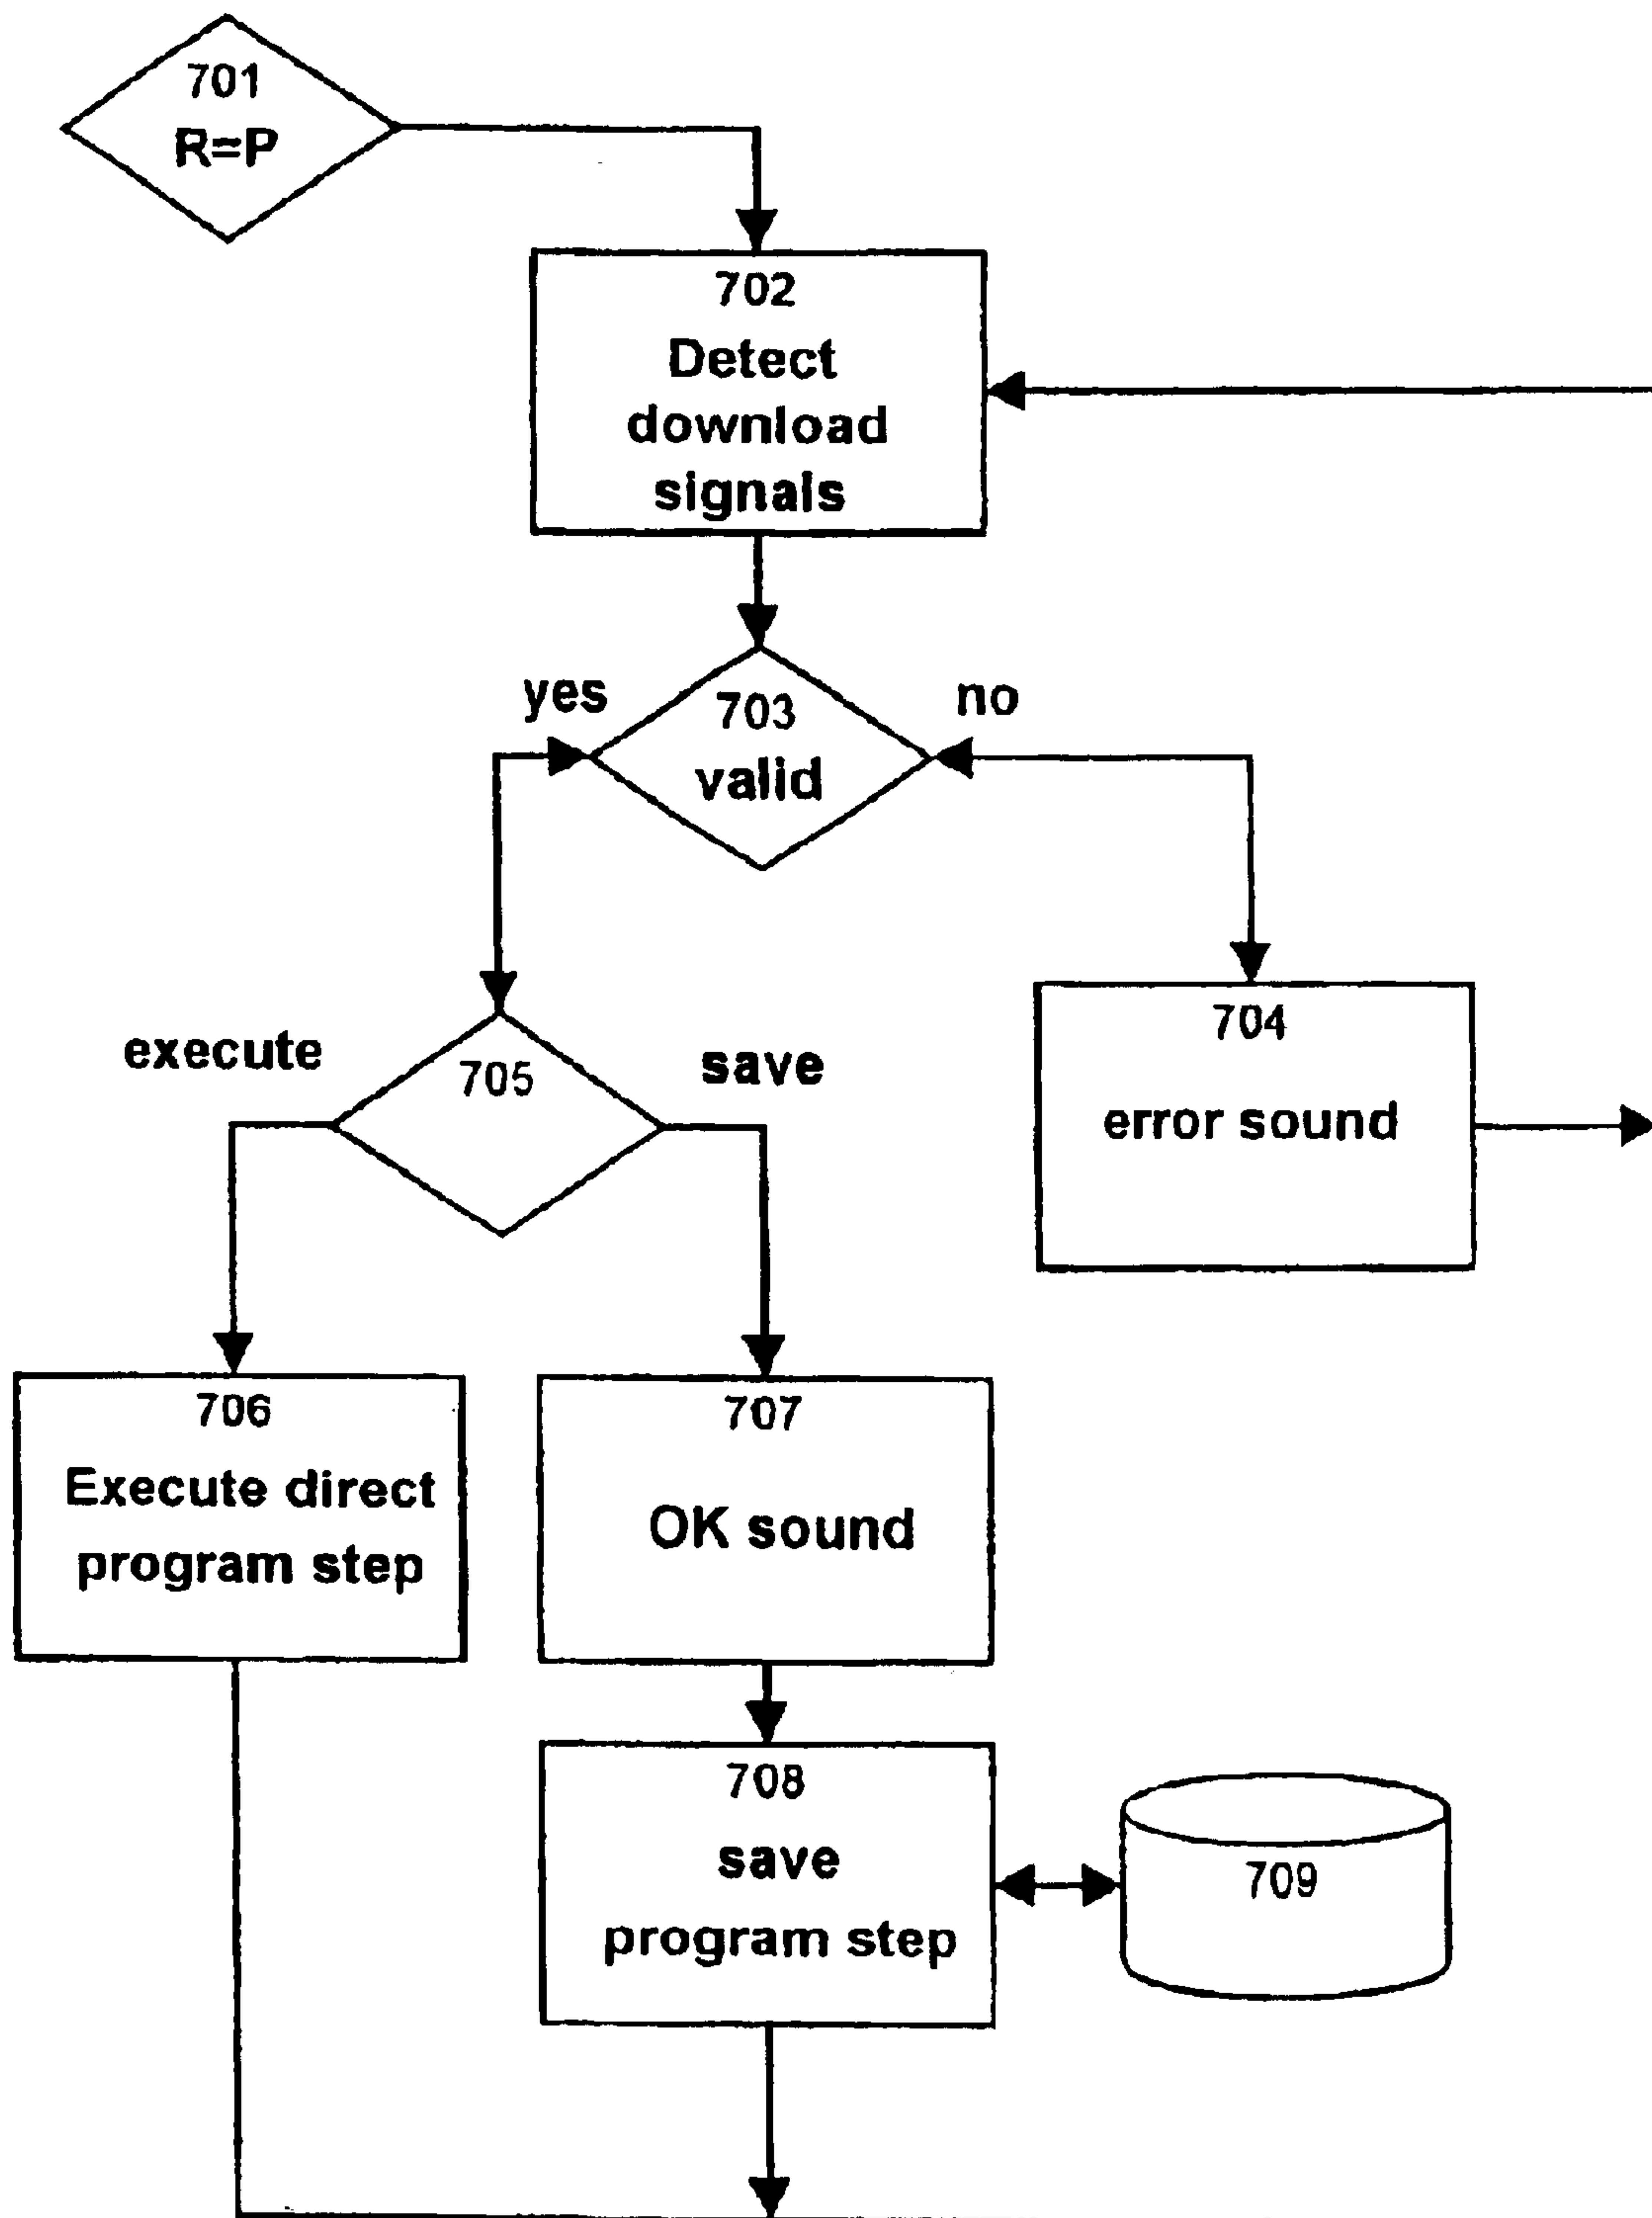 701
R=P
702
Detect
download
signals
yes
703
no
valid
704
error sound
execute
705
save
706
Execute direct
program step
707
OK sound
708
save
program step
709